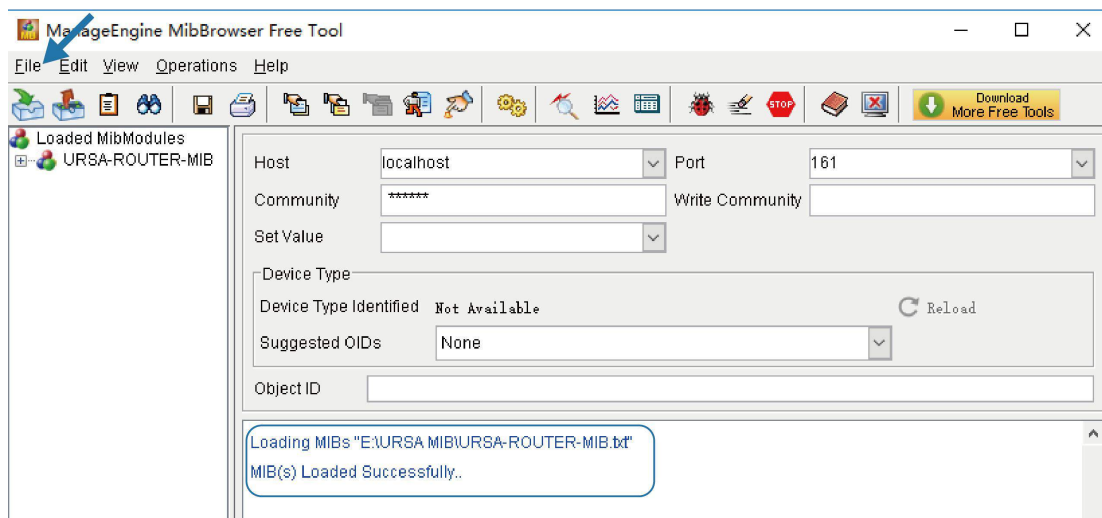 ManageEngine MibBrowser Free Tool
File Edit View Operations Help
STOP
Download
More Free Tools
Loaded MibModules
URSA-ROUTER-MIB
Host localhost Port 161
Community ****** Write Community
Set Value
Device Type
Device Type Identified Not Available Reload
Suggested OIDs None
Object ID
Loading MIBs "E:\URSA MIB\URSA-ROUTER-MIB.txt"
MIB(s) Loaded Successfully..